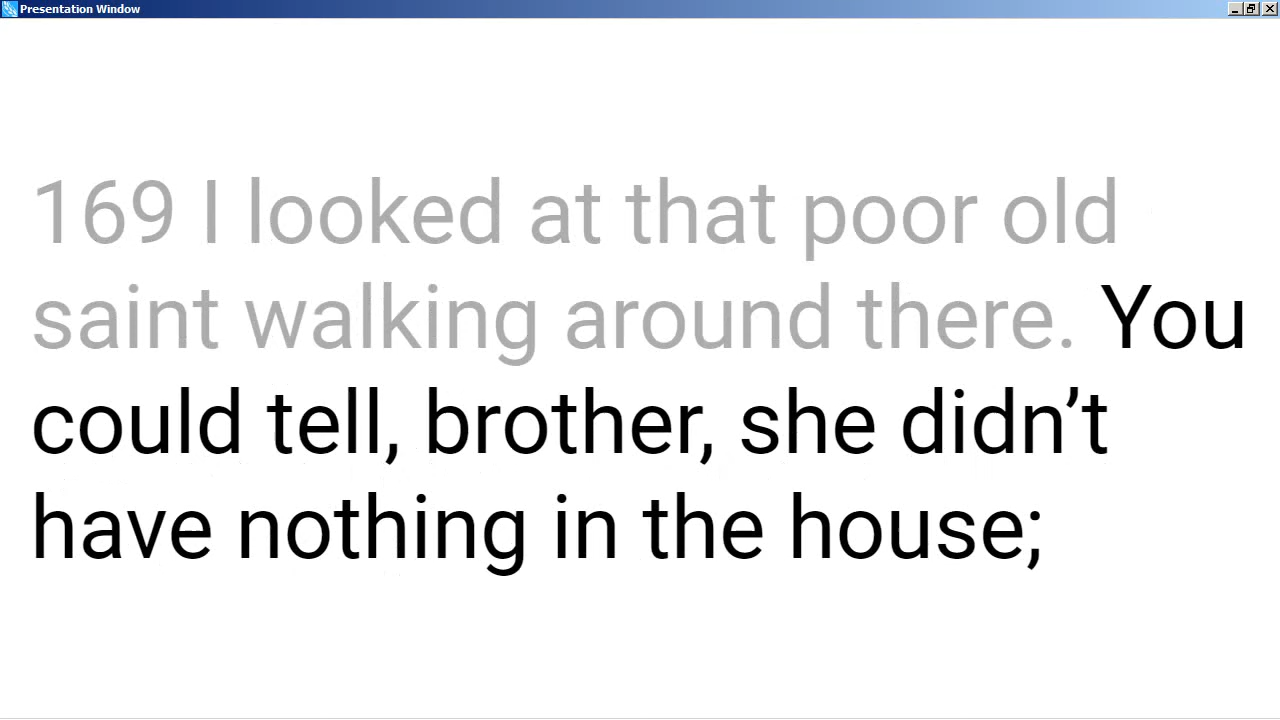 Presentation Window
169 I looked at that poor old
saint walking around there. You
could tell, brother, she didn’t
have nothing in the house;